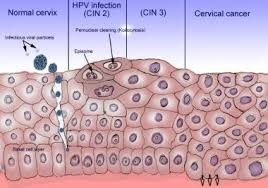 Normal cervix
HPV infection
(CIN 2)
(CIN 3)
Cervical cancer
Perinuclear clearing (Koilocytosis)
Infectious viral particles
Episome
Basal cell layer